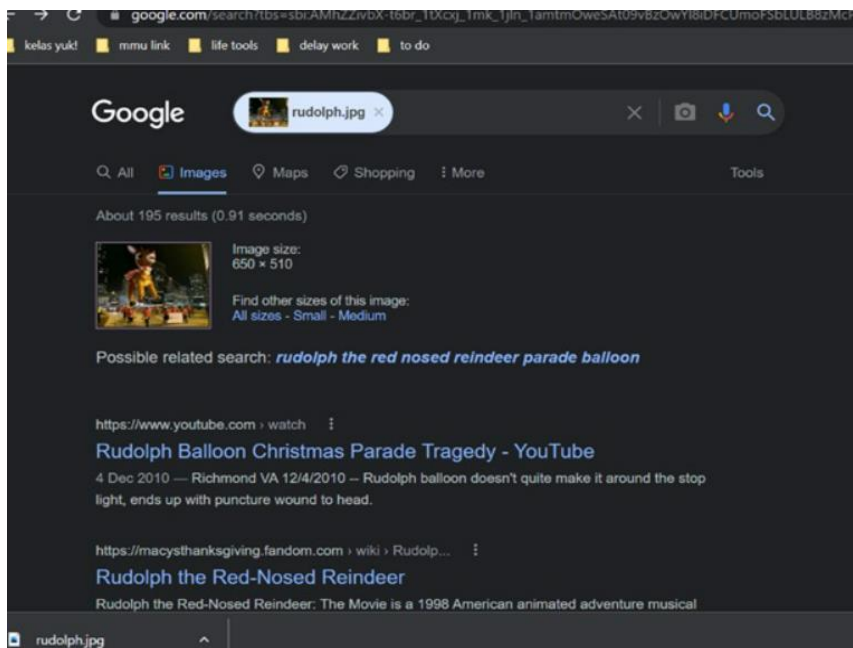 google.com/search?tbs=sbi:
kelas yuk! mmu link life tools delay work to do
Google rudolph.jpg ×
All Images Maps Shopping More Tools
About 195 results (0.91 seconds)
Image size:
650 × 510
Find other sizes of this image:
All sizes - Small - Medium
Possible related search: rudolph the red nosed reindeer parade balloon
https://www.youtube.com › watch
Rudolph Balloon Christmas Parade Tragedy - YouTube
4 Dec 2010 — Richmond VA 12/4/2010 -- Rudolph balloon doesn't quite make it around the stop
light, ends up with puncture wound to head.
https://macysthanksgiving.fandom.com › wiki › Rudolp...
Rudolph the Red-Nosed Reindeer
Rudolph the Red-Nosed Reindeer: The Movie is a 1998 American animated adventure musical
rudolph.jpg